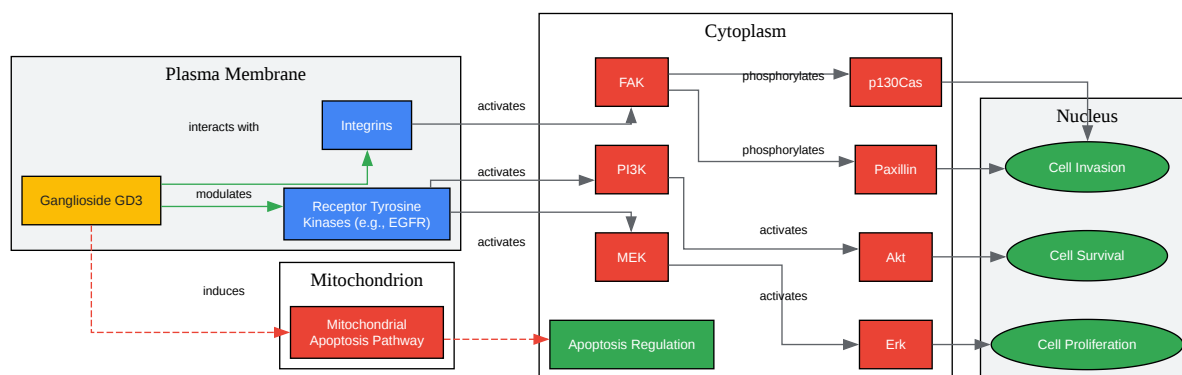 Cytoplasm
Plasma Membrane
FAK
phosphorylates
p130Cas
activates
Nucleus
interacts with
Integrins
PI3K
phosphorylates
Paxillin
Cell Invasion
activates
Ganglioside GD3
modulates
Receptor Tyrosine
Kinases (e.g., EGFR)
activates
MEK
activates
Akt
Cell Survival
Mitochondrion
induces
activates
Mitochondrial
Apoptosis Pathway
Apoptosis Regulation
Erk
Cell Proliferation